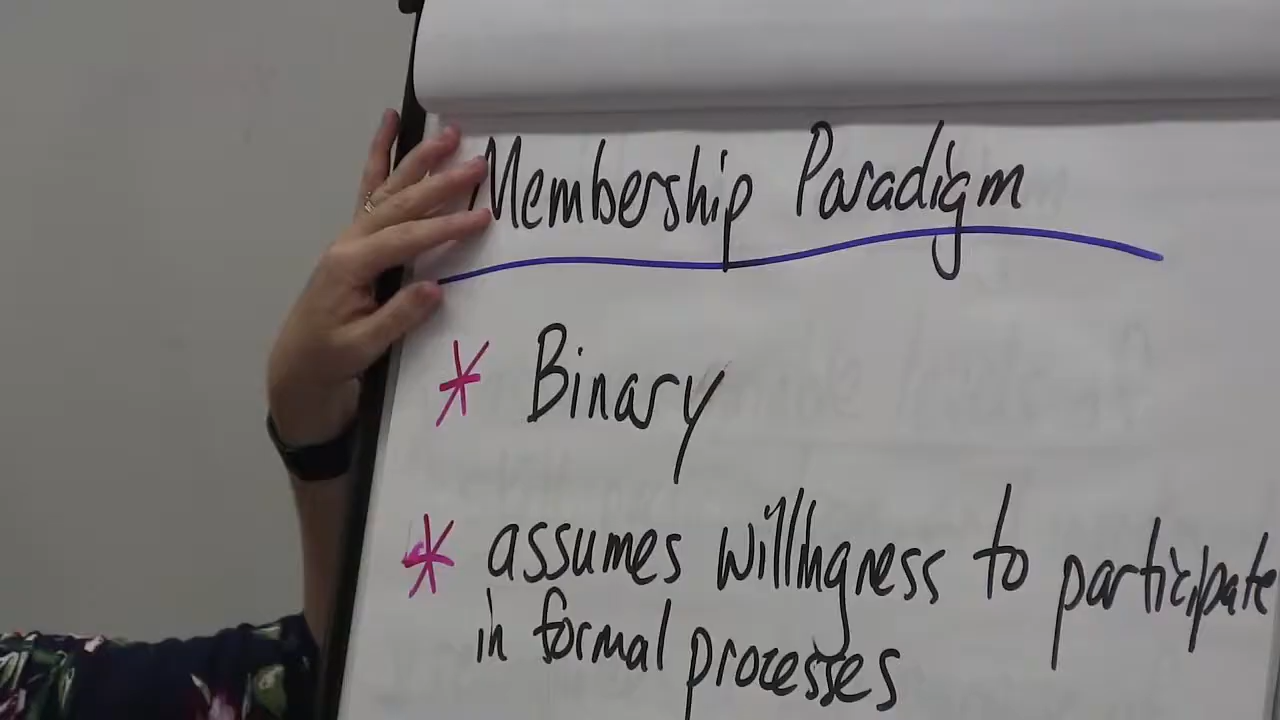 Membership Paradigm
* Binary
* assumes willingness to participate
in formal processes